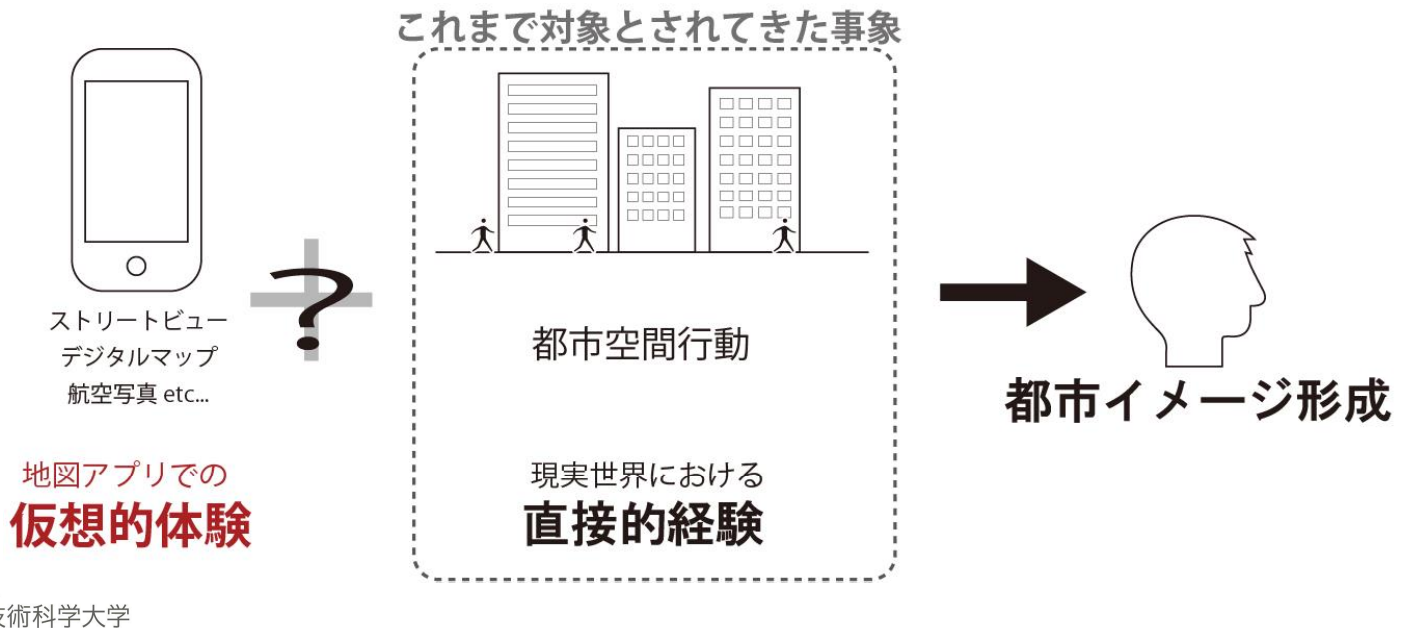 これまで対象とされてきた事象
ストリートビュー
デジタルマップ
航空写真 etc...
?
都市空間行動
都市イメージ形成
地図アプリでの
仮想的体験
現実世界における
直接的経験
技術科学大学